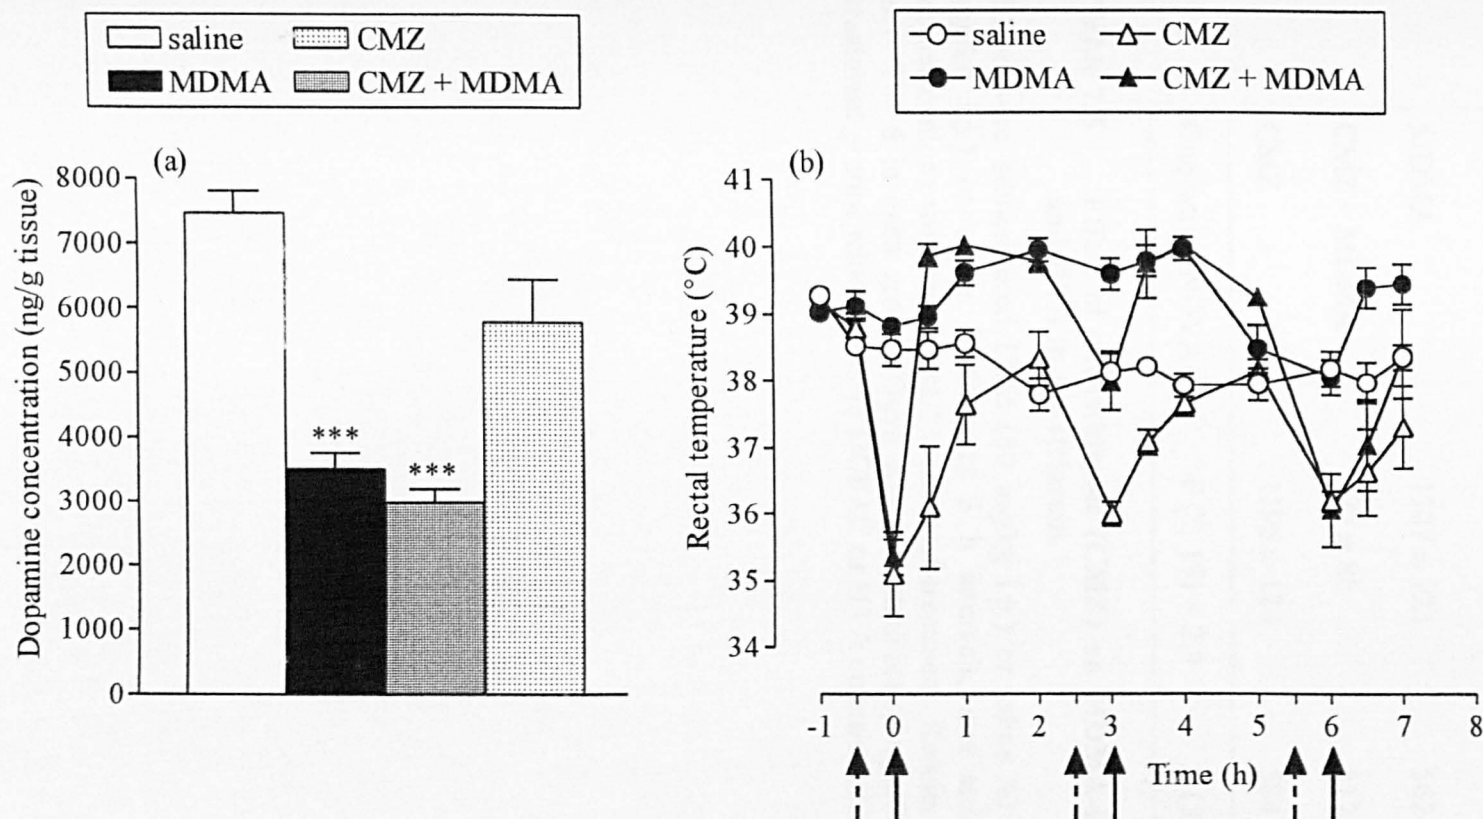 saline CMZ
MDMA CMZ + MDMA
saline CMZ
MDMA CMZ + MDMA
(a)
Dopamine concentration (ng/g tissue)
8000
7000
6000
5000
4000
3000
2000
1000
0
***
***
(b)
Rectal temperature (°C)
41
40
39
38
37
36
35
34
-1 0 1 2 3 4 5 6 7 8
Time (h)